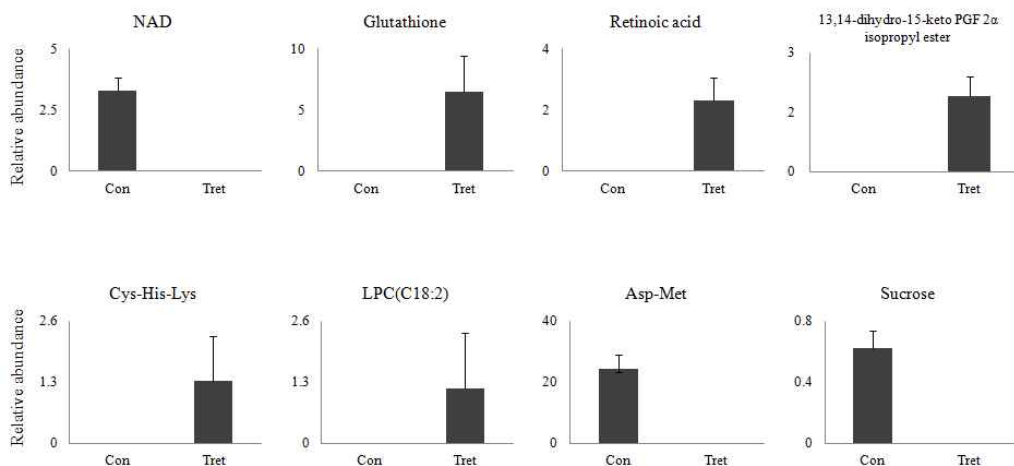 NAD
Glutathione
Retinoic acid
13,14-dihydro-15-keto PGF 2α
isopropyl ester
Relative abundance
5
2.5
0
Con
Tret
10
5
0
Con
Tret
4
2
0
Con
Tret
3
2
0
Con
Tret
Cys-His-Lys
LPC(C18:2)
Asp-Met
Sucrose
Relative abundance
2.6
1.3
0
Con
Tret
2.6
1.3
0
Con
Tret
40
20
0
Con
Tret
0.8
0.4
0
Con
Tret